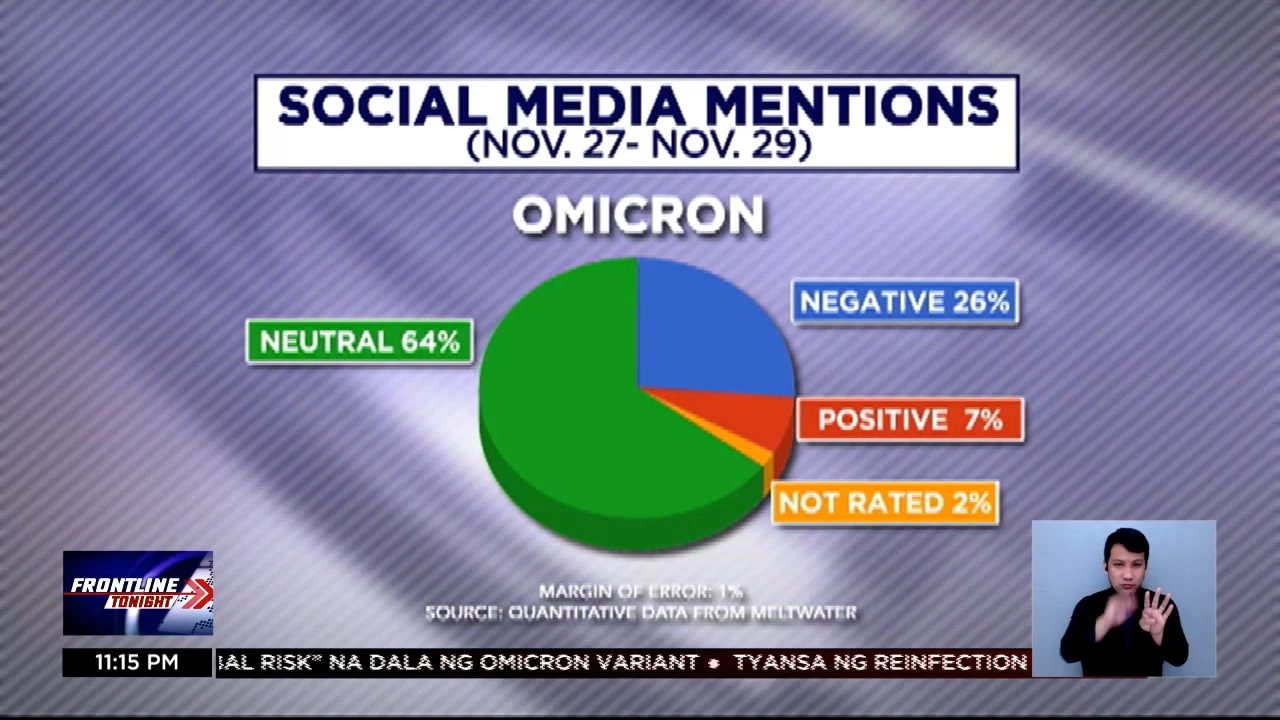 SOCIAL MEDIA MENTIONS
(NOV. 27- NOV. 29)
OMICRON
NEGATIVE 26%
NEUTRAL 64%
POSITIVE 7%
NOT RATED 2%
MARGIN OF ERROR: 1%
SOURCE: QUANTITATIVE DATA FROM MELTWATER
FRONTLINE
TONIGHT
11:15 PM
RISK" NA DALA NG OMICRON VARIANT • TYANSA NG REINFECTION